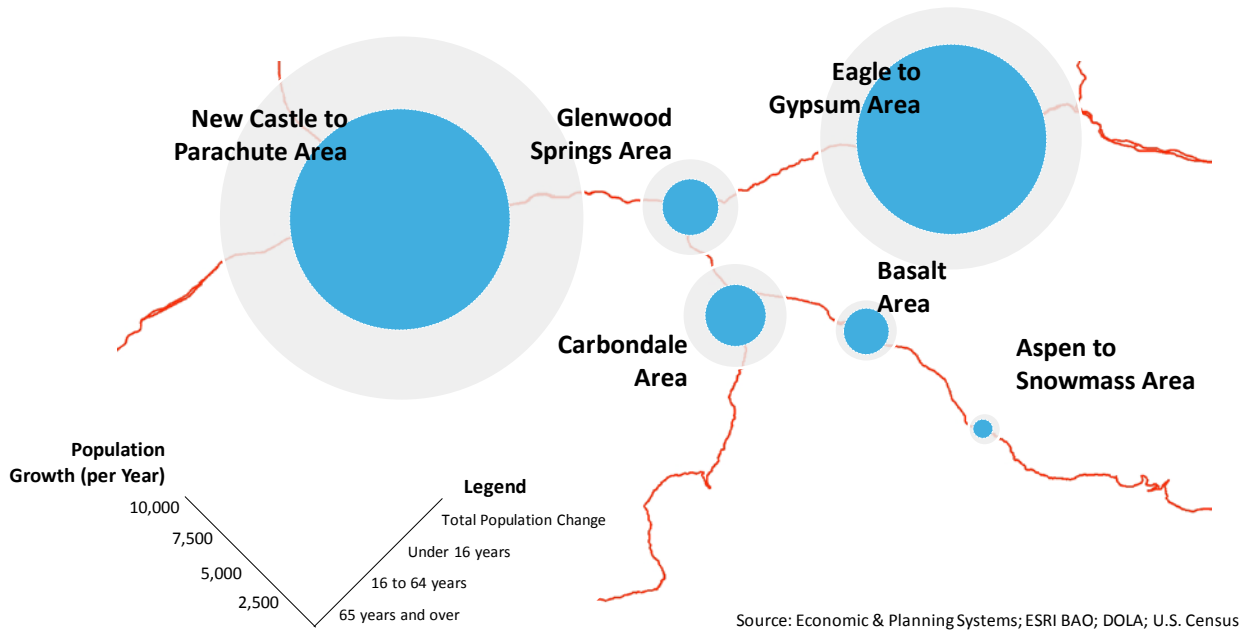 New Castle to
Parachute Area
Glenwood
Springs Area
Eagle to
Gypsum Area
Carbondale
Area
Basalt
Area
Aspen to
Snowmass Area
Population
Growth (per Year)
10,000
7,500
5,000
2,500
Legend
Total Population Change
Under 16 years
16 to 64 years
65 years and over
Source: Economic & Planning Systems; ESRI BAO; DOLA; U.S. Census